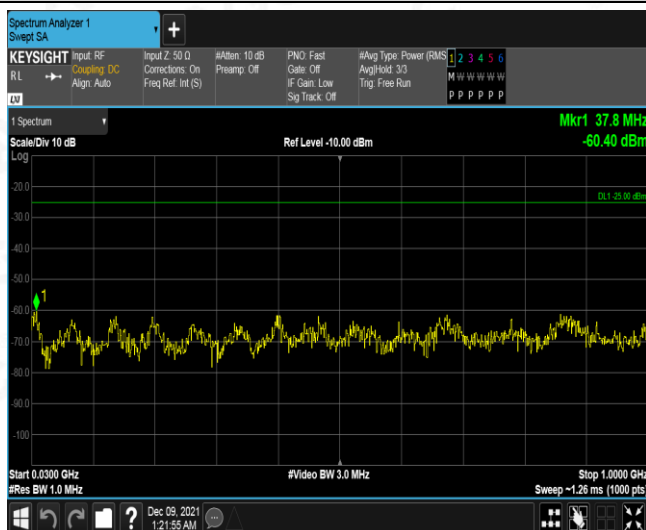 Spectrum Analyzer 1
Swept SA
+
KEYSIGHT Input: RF Input Z: 50 Ω #Atten: 10 dB PNO: Fast #Avg Type: Power (RMS 1 2 3 4 5 6
RL Coupling: DC Corrections: On Preamp: Off Gate: Off Avg|Hold: 3/3 M W W W W W
Align: Auto Freq Ref: Int (S) IF Gain: Low Trig: Free Run
Sig Track: Off P P P P P P
LXI
1 Spectrum Mkr1 37.8 MHz
Scale/Div 10 dB Ref Level -10.00 dBm -60.40 dBm
Log
-20.0 DL1 -25.00 dBm
-30.0
-40.0
-50.0
1
-60.0
-70.0
-80.0
-90.0
-100
Start 0.0300 GHz #Video BW 3.0 MHz Stop 1.0000 GHz
#Res BW 1.0 MHz Sweep ~1.26 ms (1000 pts)
? Dec 09, 2021
1:21:55 AM